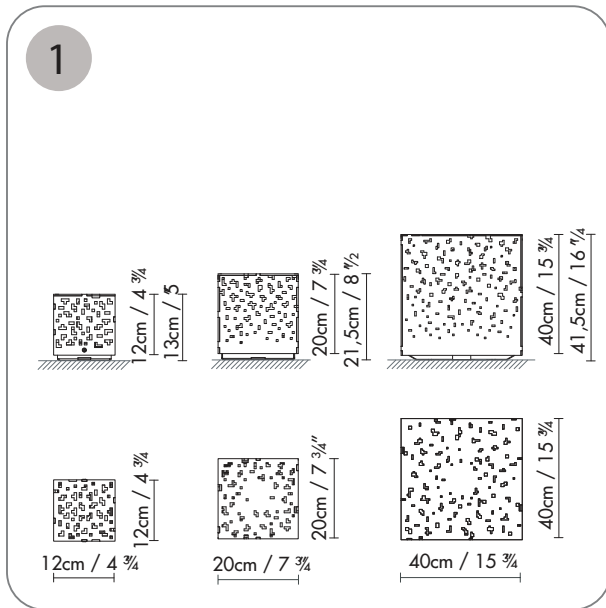 1
12cm / 4 ¾
13cm / 5"
20cm / 7 ¾
21,5cm / 8 "½
40cm / 15 ¾
41,5cm / 16 "¼
12cm / 4 ¾
12cm / 4 ¾
20cm / 7 ¾"
20cm / 7 ¾
40cm / 15 ¾
40cm / 15 ¾